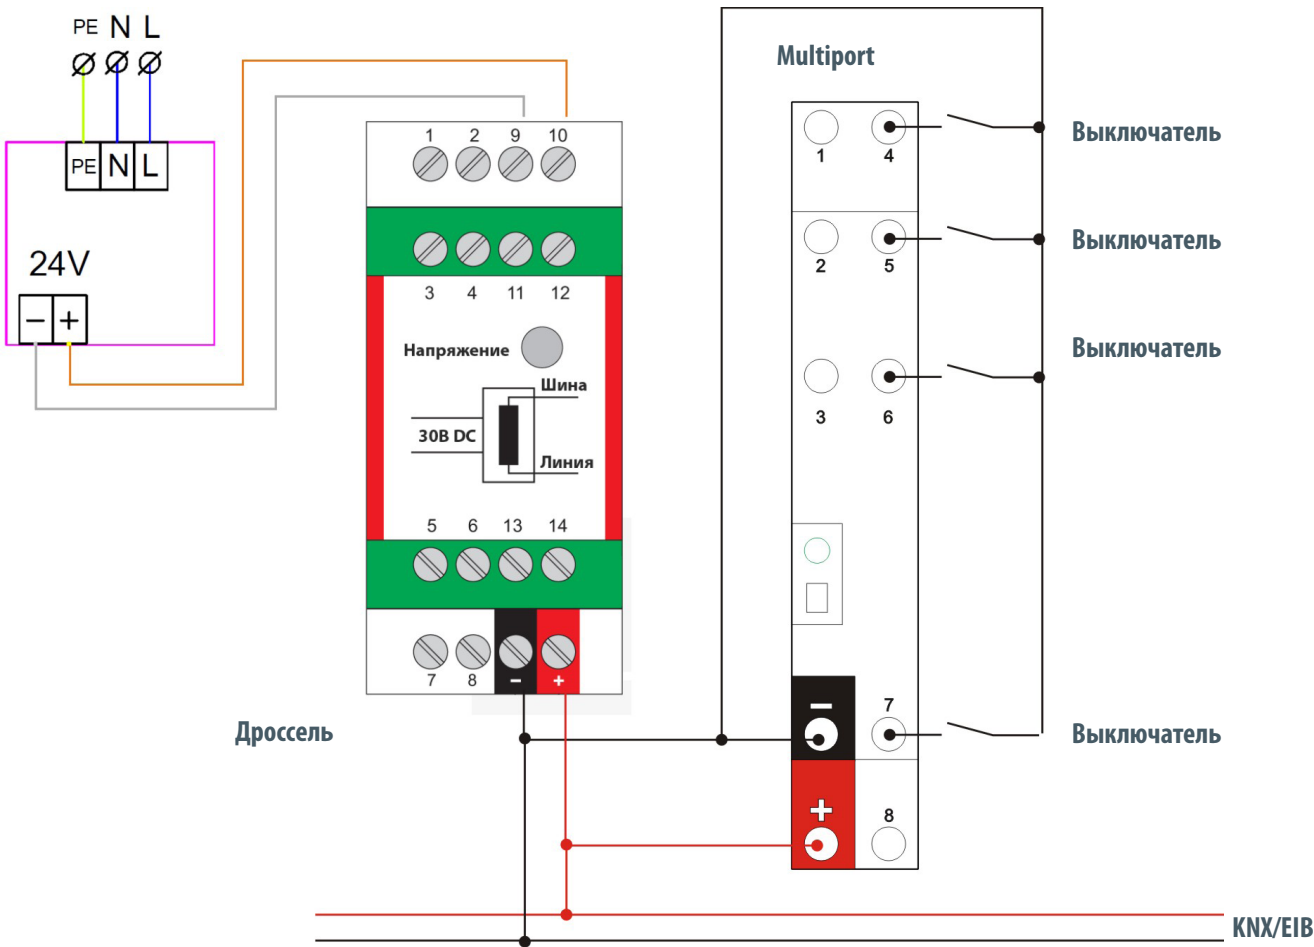 PE N L
PE N L
24V
− +
1 2 9 10
3 4 11 12
Напряжение
Шина
30В DC
Линия
5 6 13 14
7 8 − +
Дроссель
Multiport
1 4
Выключатель
2 5
Выключатель
Выключатель
3 6
− 7
Выключатель
+ 8
KNX/EIB